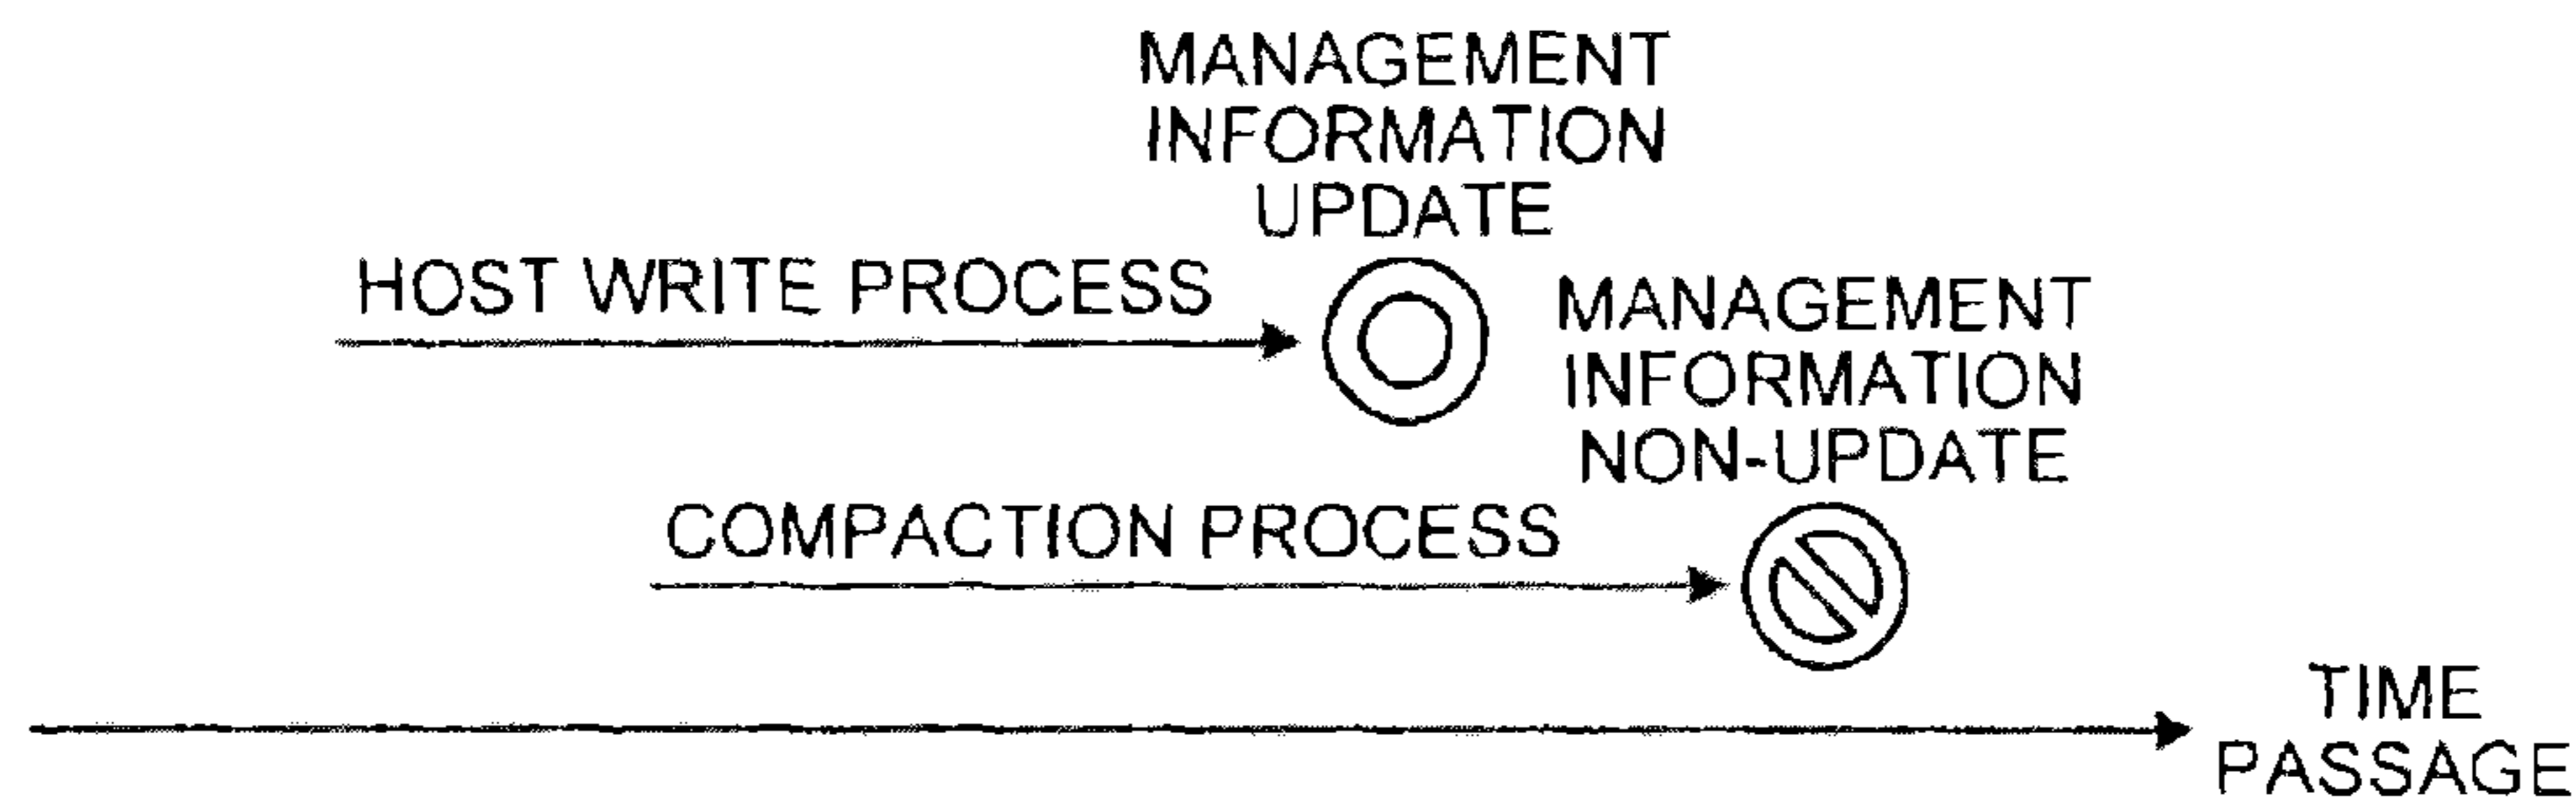 MANAGEMENT
INFORMATION
UPDATE
HOST WRITE PROCESS
MANAGEMENT
INFORMATION
NON-UPDATE
COMPACTION PROCESS
TIME
PASSAGE